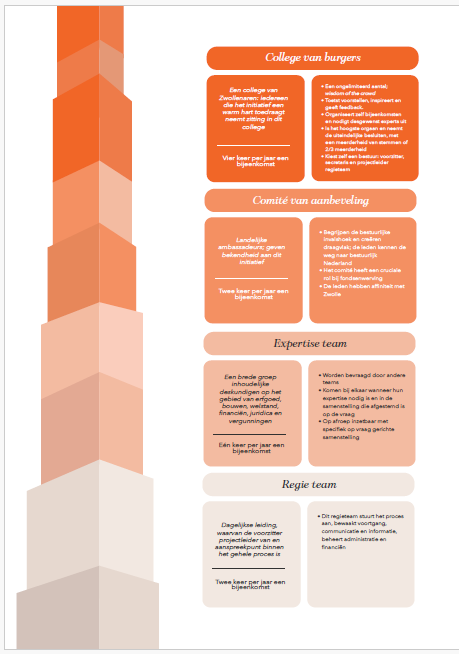 College van burgers
Een college van
Zwollenaren: iedereen
die het initiatief een
warm hart toedraagt
neemt zitting in dit
college
Vier keer per jaar een
bijeenkomst
• Een ongelimiteerd aantal;
wisdom of the crowd
• Toetst voorstellen, inspireert en
geeft feedback.
• Organiseert zelf bijeenkomsten
en nodigt desgewenst experts uit
• Is het hoogste orgaan en neemt
de uiteindelijke besluiten, met
een meerderheid van stemmen of
2/3 meerderheid
• Kiest zelf een bestuur: voorzitter,
secretaris en projectleider
regieteam
Comité van aanbeveling
Landelijke
ambassadeurs; geven
bekendheid aan dit
initiatief
Twee keer per jaar een
bijeenkomst
• Begrijpen de bestuurlijke
invalshoek en creëren
draagvlak; de leden kennen de
weg naar bestuurlijk
Nederland
• Het comité heeft een cruciale
rol bij fondsenwerving
• De leden hebben affiniteit met
Zwolle
Expertise team
Een brede groep
inhoudelijke
deskundigen op het
gebied van erfgoed,
bouwen, welstand,
financiën, juridica en
vergunningen
Eén keer per jaar een
bijeenkomst
• Worden bevraagd door andere
teams
• Komen bij elkaar wanneer hun
expertise nodig is en in de
samenstelling die afgestemd is
op de vraag
• Op afroep inzetbaar met
specifiek op vraag gerichte
samenstelling
Regie team
Dagelijkse leiding,
waarvan de voorzitter
projectleider van en
aanspreekpunt binnen
het gehele proces is
Twee keer per jaar een
bijeenkomst
• Dit regieteam stuurt het proces
aan, bewaakt voortgang,
communicatie en informatie,
beheert administratie en
financiën